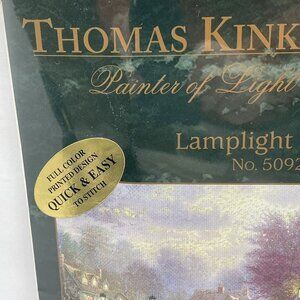 THOMAS KINK
Painter of Light
Lamplight
No. 5092
FULL COLOR
PRINTED DESIGN
QUICK & EASY
TO STITCH